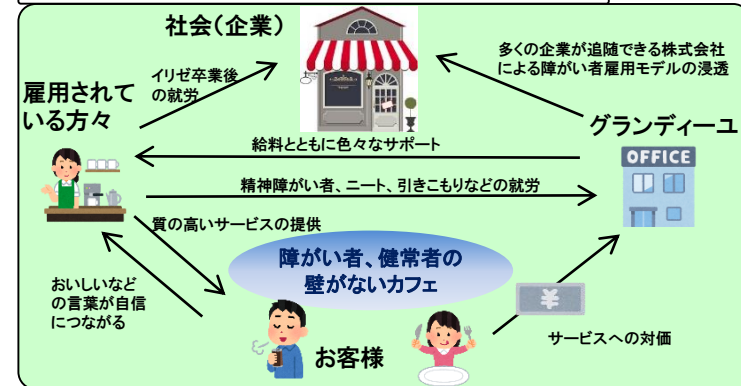 社会(企業)
多くの企業が追随できる株式会社
による障がい者雇用モデルの浸透
イリゼ卒業後
の就労
雇用されて
いる方々
グランディーユ
給料とともに色々なサポート
OFFICE
精神障がい者、ニート、引きこもりなどの就労
質の高いサービスの提供
障がい者、健常者の
壁がないカフェ
おいしいなど
の言葉が自信
につながる
¥
サービスへの対価
お客様